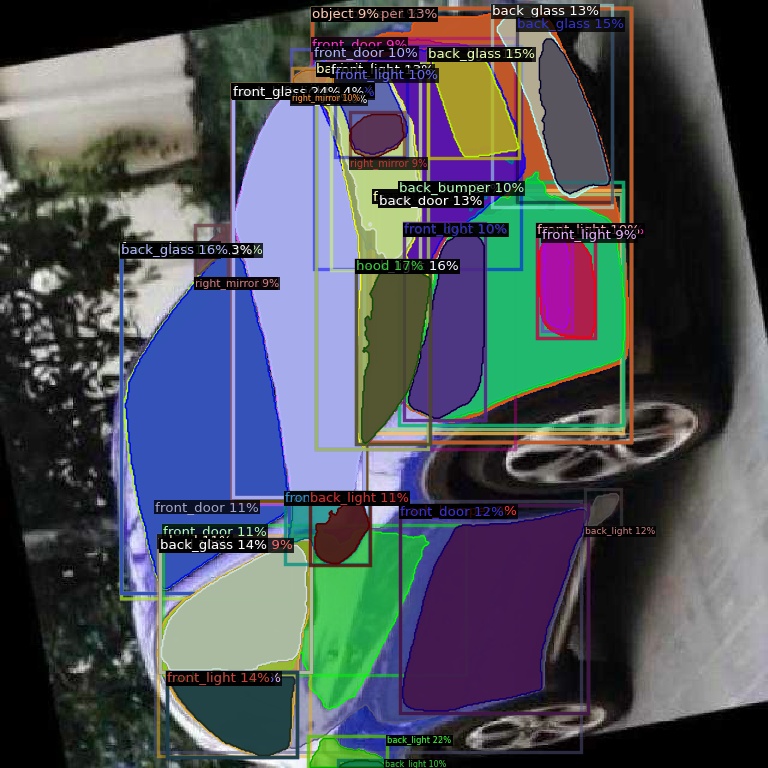 object 9%
per 13%
back_glass 13%
back_glass 15%
front_door 9%
front_door 10%
back_glass 15%
front_light 10%
front_glass 24%
4%
right_mirror 10%
right_mirror 9%
back_bumper 10%
back_door 13%
front_light 10%
front_light 9%
back_glass 16%
.3%
hood 17%
16%
right_mirror 9%
back_light 11%
front_door 11%
front_door 12%
front_door 11%
back_glass 14%
9%
back_light 12%
front_light 14%
back_light 22%
back_light 10%